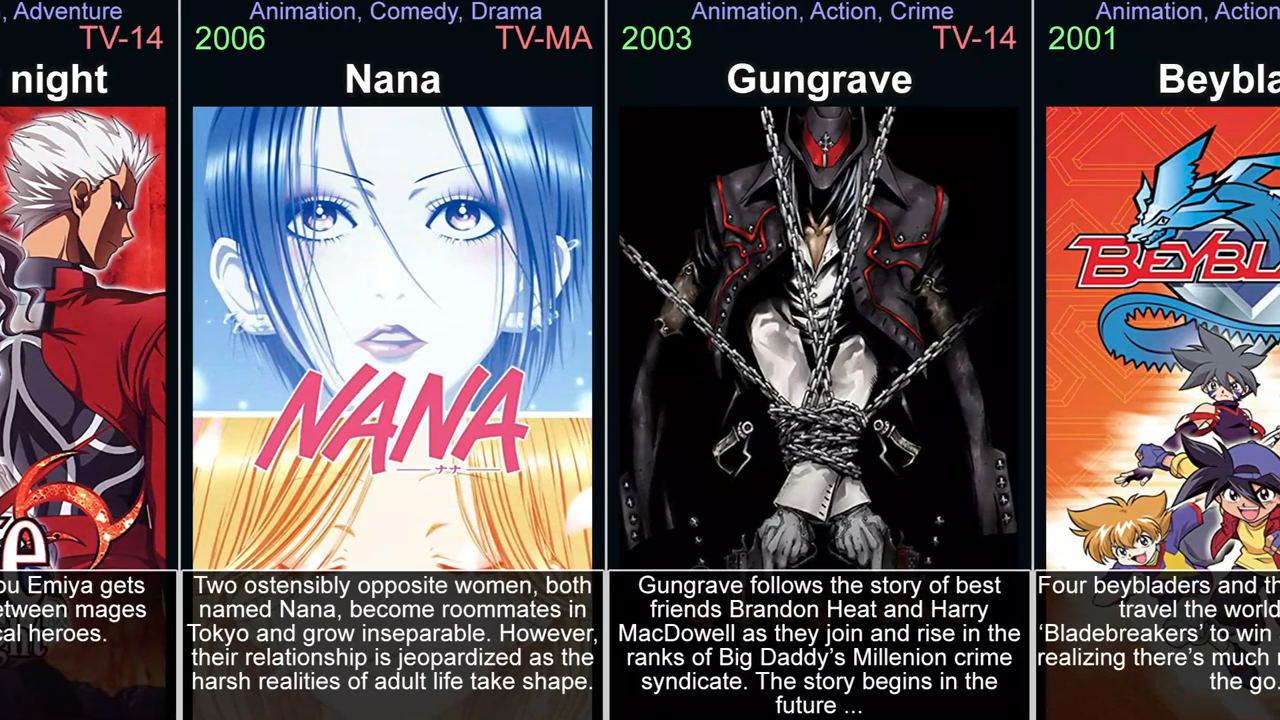 , Adventure
TV-14
night
e
ou Emiya gets
etween mages
cal heroes.
Animation, Comedy, Drama
2006 TV-MA
Nana
NANA
ナナ
Two ostensibly opposite women, both
named Nana, become roommates in
Tokyo and grow inseparable. However,
their relationship is jeopardized as the
harsh realities of adult life take shape.
Animation, Action, Crime
2003 TV-14
Gungrave
Gungrave follows the story of best
friends Brandon Heat and Harry
MacDowell as they join and rise in the
ranks of Big Daddy's Millenion crime
syndicate. The story begins in the
future ...
Animation, Action
2001
Beybla
BEYBL
Four beybladers and th
travel the world
‘Bladebreakers’ to win
realizing there’s much
the go.